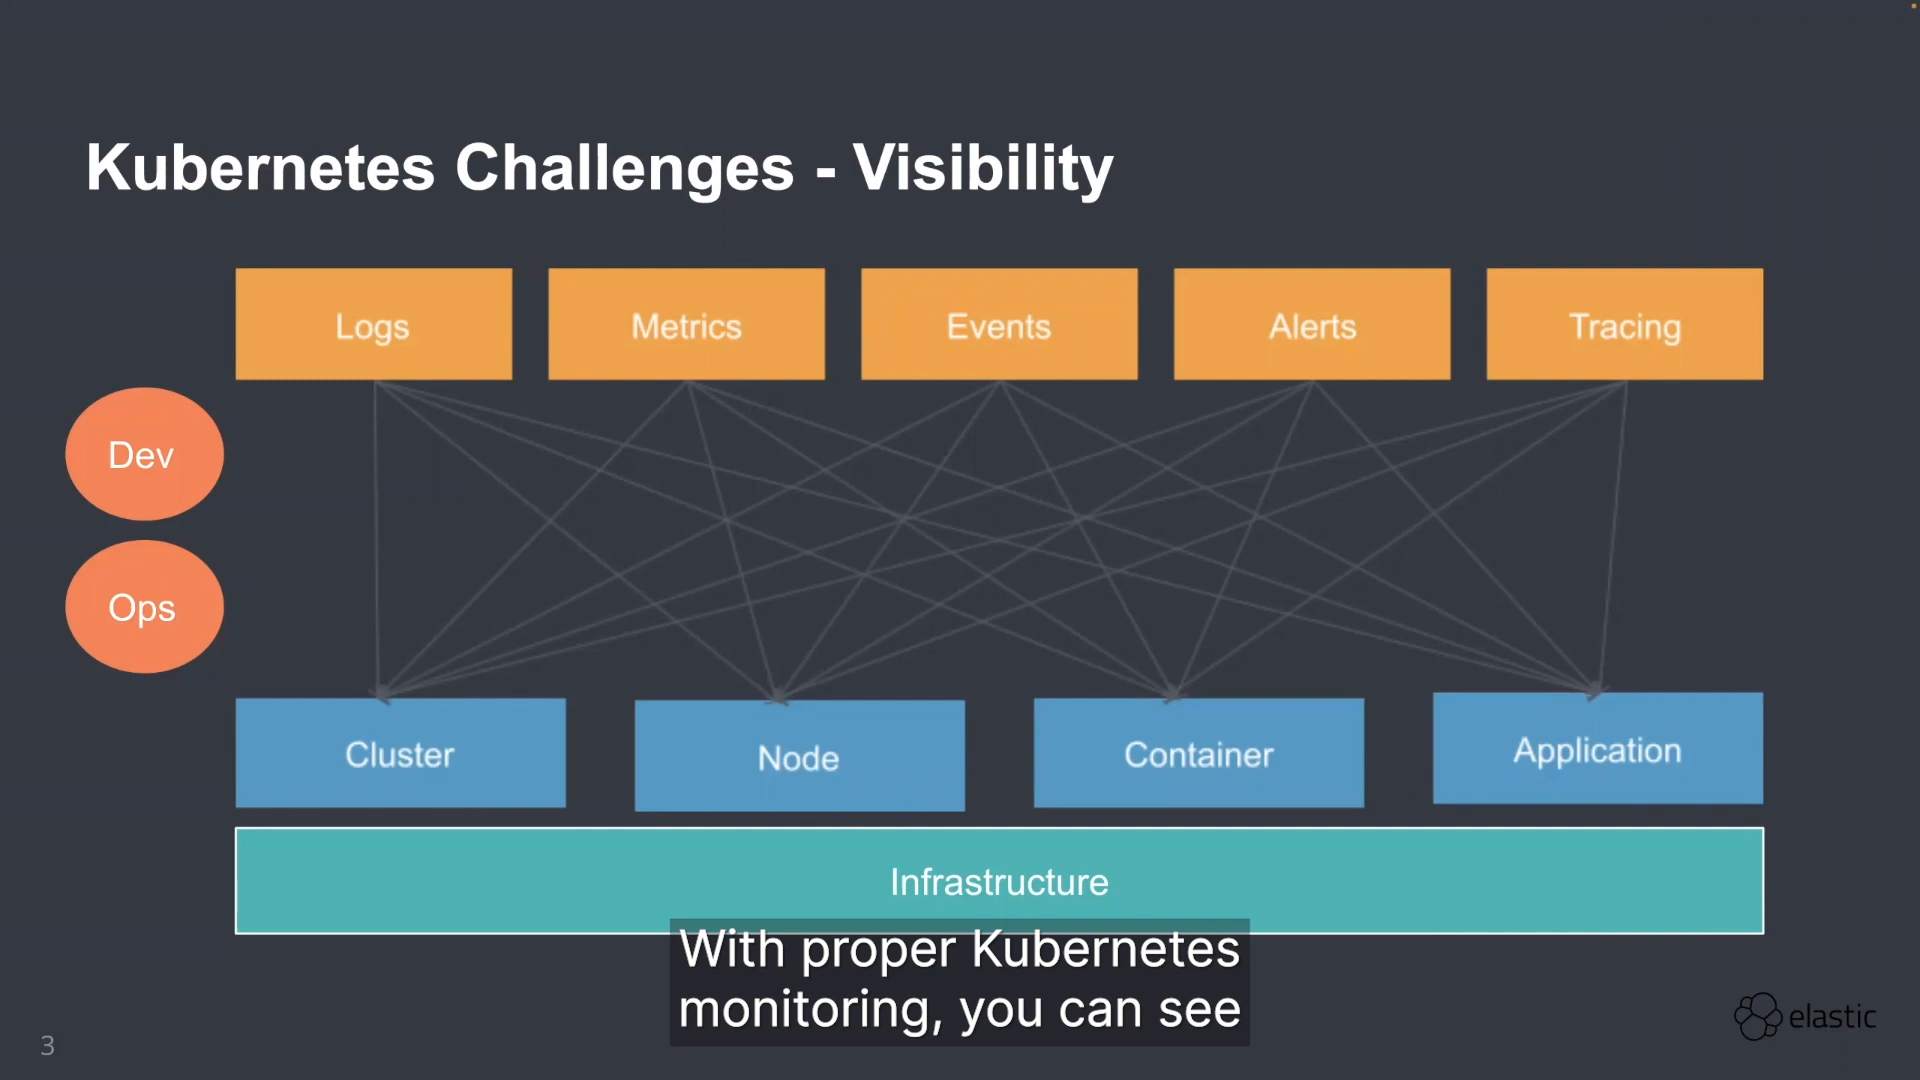 Kubernetes Challenges - Visibility
Logs
Metrics
Events
Alerts
Tracing
Dev
Ops
Cluster
Node
Container
Application
Infrastructure
With proper Kubernetes
monitoring, you can see
elastic
3